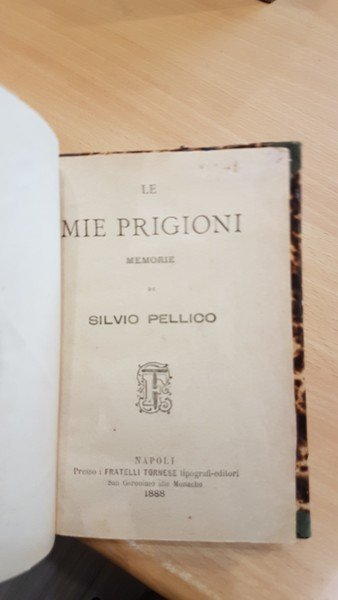 LE
MIE PRIGIONI
MEMORIE
DI
SILVIO PELLICO
NAPOLI
Presso i FRATELLI TORNESE tipografi-editori
San Geronimo alle Monache
1888